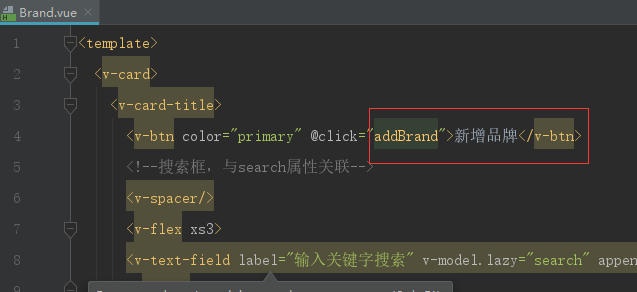 Brand.vue
1 <template>
2 <v-card>
3 <v-card-title>
4 <v-btn color="primary" @click="addBrand">新增品牌</v-btn>
5 <!--搜索框，与search属性关联-->
6 <v-spacer/>
7 <v-flex xs3>
8 <v-text-field label="输入关键字搜索" v-model.lazy="search" appen